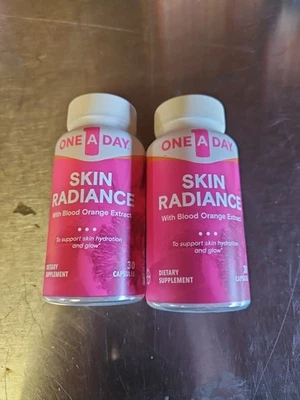 ONE A DAY
SKIN
RADIANCE
With Blood Orange Extract
To support skin hydration
and glow*
DIETARY
SUPPLEMENT
30
CAPSULES
ONE A DAY
SKIN
RADIANCE
With Blood Orange Extract
To support skin hydration
and glow*
DIETARY
SUPPLEMENT
30
CAPSULES